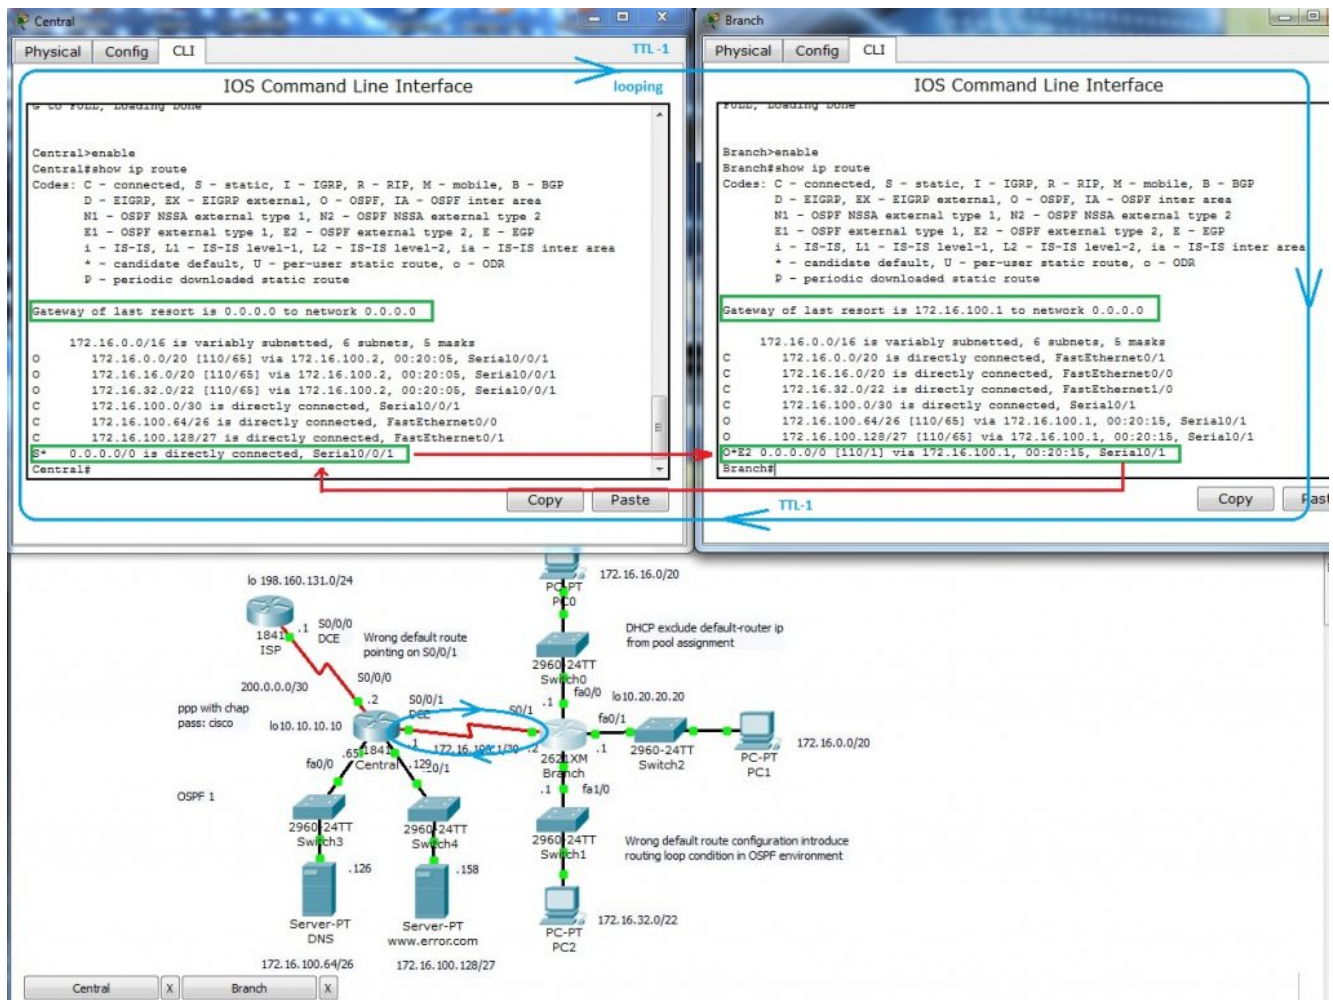 Central
Physical Config CLI
TTL -1
looping
IOS Command Line Interface
Central>enable
Central#show ip route
Codes: C - connected, S - static, I - IGRP, R - RIP, M - mobile, B - BGP
D - EIGRP, EX - EIGRP external, O - OSPF, IA - OSPF inter area
N1 - OSPF NSSA external type 1, N2 - OSPF NSSA external type 2
E1 - OSPF external type 1, E2 - OSPF external type 2, E - EGP
i - IS-IS, L1 - IS-IS level-1, L2 - IS-IS level-2, ia - IS-IS inter area
* - candidate default, U - per-user static route, o - ODR
P - periodic downloaded static route
Gateway of last resort is 0.0.0.0 to network 0.0.0.0
172.16.0.0/16 is variably subnetted, 6 subnets, 5 masks
O 172.16.0.0/20 [110/65] via 172.16.100.2, 00:20:05, Serial0/0/1
O 172.16.16.0/20 [110/65] via 172.16.100.2, 00:20:05, Serial0/0/1
O 172.16.32.0/22 [110/65] via 172.16.100.2, 00:20:05, Serial0/0/1
C 172.16.100.0/30 is directly connected, Serial0/0/1
C 172.16.100.64/26 is directly connected, FastEthernet0/0
C 172.16.100.128/27 is directly connected, FastEthernet0/1
S* 0.0.0.0/0 is directly connected, Serial0/0/1
Central#
Copy Paste
Branch
Physical Config CLI
IOS Command Line Interface
FULL, Loading Done
Branch>enable
Branch#show ip route
Codes: C - connected, S - static, I - IGRP, R - RIP, M - mobile, B - BGP
D - EIGRP, EX - EIGRP external, O - OSPF, IA - OSPF inter area
N1 - OSPF NSSA external type 1, N2 - OSPF NSSA external type 2
E1 - OSPF external type 1, E2 - OSPF external type 2, E - EGP
i - IS-IS, L1 - IS-IS level-1, L2 - IS-IS level-2, ia - IS-IS inter area
* - candidate default, U - per-user static route, o - ODR
P - periodic downloaded static route
Gateway of last resort is 172.16.100.1 to network 0.0.0.0
172.16.0.0/16 is variably subnetted, 6 subnets, 5 masks
C 172.16.0.0/20 is directly connected, FastEthernet0/1
C 172.16.16.0/20 is directly connected, FastEthernet0/0
C 172.16.32.0/22 is directly connected, FastEthernet1/0
C 172.16.100.0/30 is directly connected, Serial0/1
O 172.16.100.64/26 [110/65] via 172.16.100.1, 00:20:15, Serial0/1
O 172.16.100.128/27 [110/65] via 172.16.100.1, 00:20:15, Serial0/1
O*E2 0.0.0.0/0 [110/1] via 172.16.100.1, 00:20:15, Serial0/1
Branch#
Copy Past
TTL-1
lo 198.160.131.0/24
.1 S0/0/0
DCE
1841
ISP
Wrong default route
pointing on S0/0/1
200.0.0.0/30
S0/0/0
.2
ppp with chap
pass: cisco
lo10.10.10.10
S0/0/1
DCE
.1
1841
Central
.65
fa0/0
.129
OSPF 1
2960-24TT
Switch3
2960-24TT
Switch4
.126
.158
Server-PT
DNS
Server-PT
www.error.com
172.16.100.64/26
172.16.100.128/27
PC-PT
PC0
172.16.16.0/20
DHCP exclude default-router ip
from pool assignment
2960-24TT
Switch0
fa0/0
.1
lo10.20.20.20
S0/1
.2
fa0/1
.1
2621XM
Branch
2960-24TT
Switch2
PC-PT
PC1
172.16.0.0/20
.1 fa1/0
2960-24TT
Switch1
Wrong default route configuration introduce
routing loop condition in OSPF environment
PC-PT
PC2
172.16.32.0/22
Central X Branch X